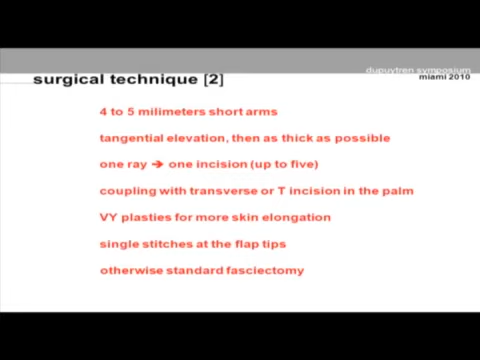 dupuytren symposium
miami 2010
surgical technique [2]
4 to 5 milimeters short arms
tangential elevation, then as thick as possible
one ray ➔ one incision (up to five)
coupling with transverse or T incision in the palm
VY plasties for more skin elongation
single stitches at the flap tips
otherwise standard fasciectomy